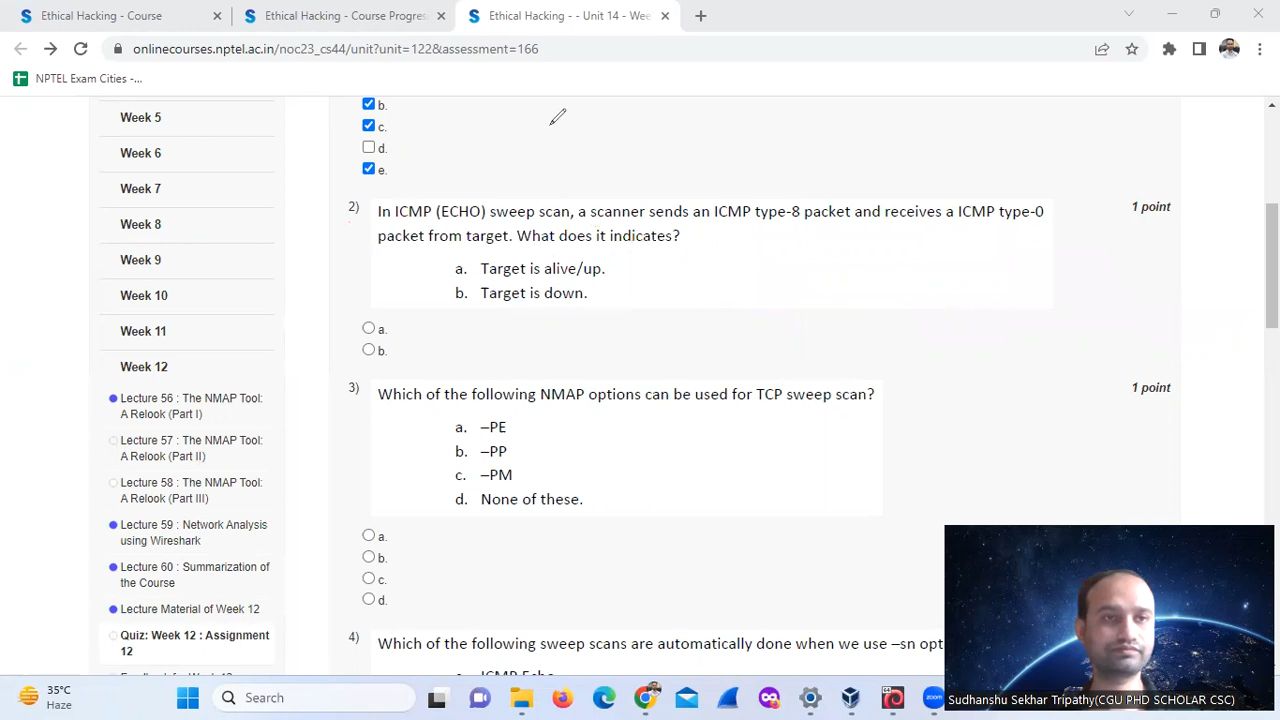 Ethical Hacking - Course
Ethical Hacking - Course Progres
Ethical Hacking - - Unit 14 - Wee
onlinecourses.nptel.ac.in/noc23_cs44/unit?unit=122&assessment=166
NPTEL Exam Cities -...
Week 5
Week 6
Week 7
Week 8
Week 9
Week 10
Week 11
Week 12
Lecture 56 : The NMAP Tool:
A Relook (Part I)
Lecture 57 : The NMAP Tool:
A Relook (Part II)
Lecture 58 : The NMAP Tool:
A Relook (Part III)
Lecture 59 : Network Analysis
using Wireshark
Lecture 60 : Summarization of
the Course
Lecture Material of Week 12
Quiz: Week 12 : Assignment
12
b.
c.
d.
e.
2) In ICMP (ECHO) sweep scan, a scanner sends an ICMP type-8 packet and receives a ICMP type-0 1 point
packet from target. What does it indicates?
a. Target is alive/up.
b. Target is down.
a.
b.
3) Which of the following NMAP options can be used for TCP sweep scan? 1 point
a. –PE
b. –PP
c. –PM
d. None of these.
a.
b.
c.
d.
4) Which of the following sweep scans are automatically done when we use –sn opt
Sudhanshu Sekhar Tripathy(CGU PHD SCHOLAR CSC)
35°C
Haze
Search
zoom